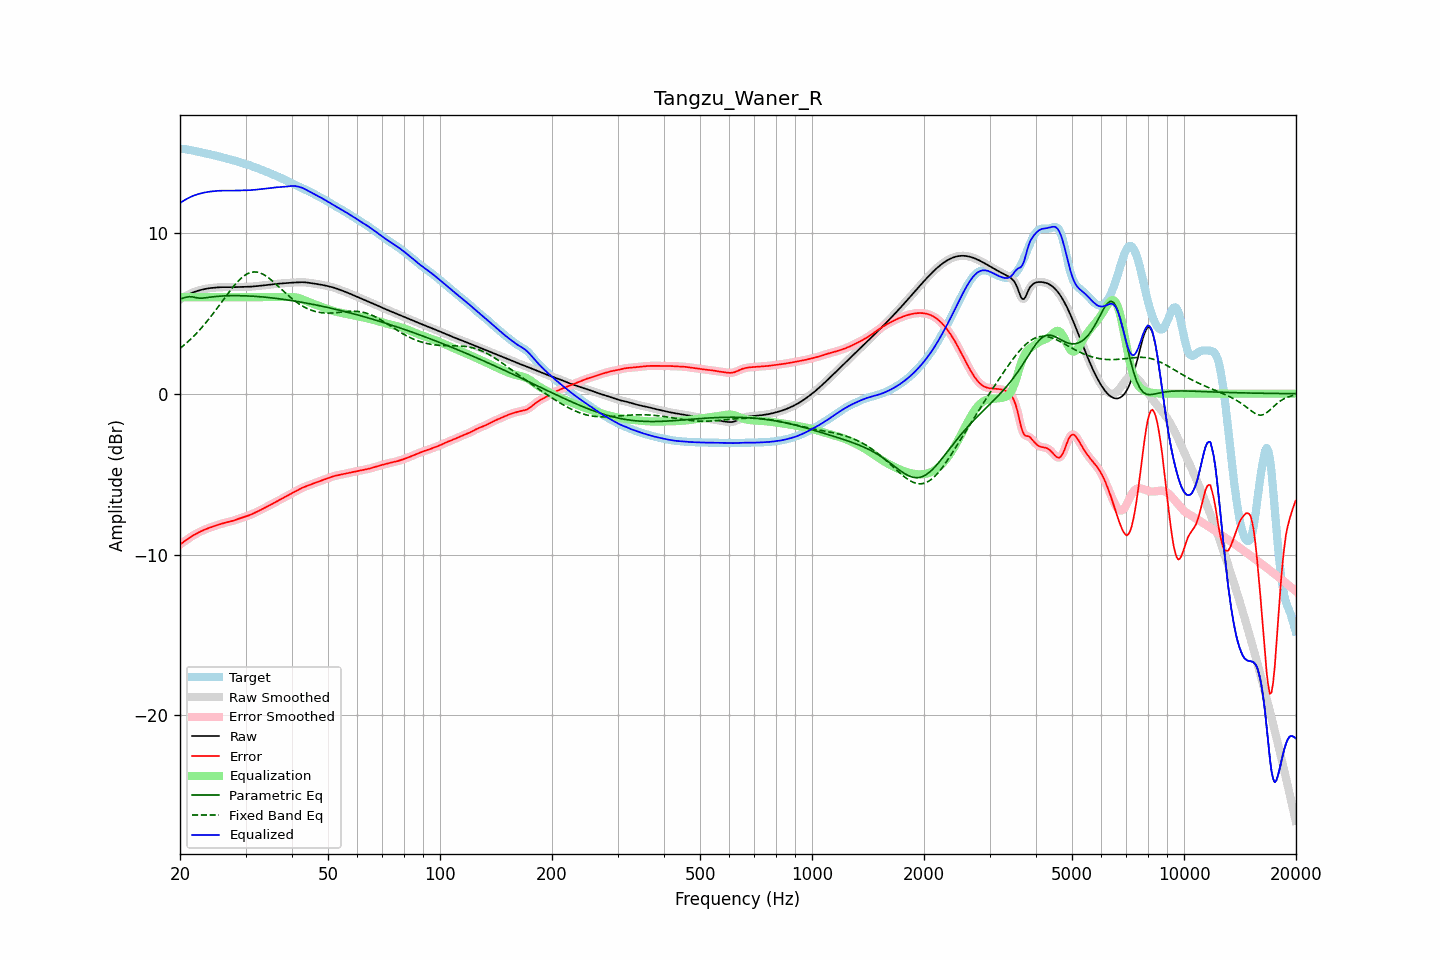 Tangzu_Waner_R
Amplitude (dBr)
10
0
−10
−20
Target
Raw Smoothed
Error Smoothed
Raw
Error
Equalization
Parametric Eq
Fixed Band Eq
Equalized
20 50 100 200 500 1000 2000 5000 10000 20000
Frequency (Hz)